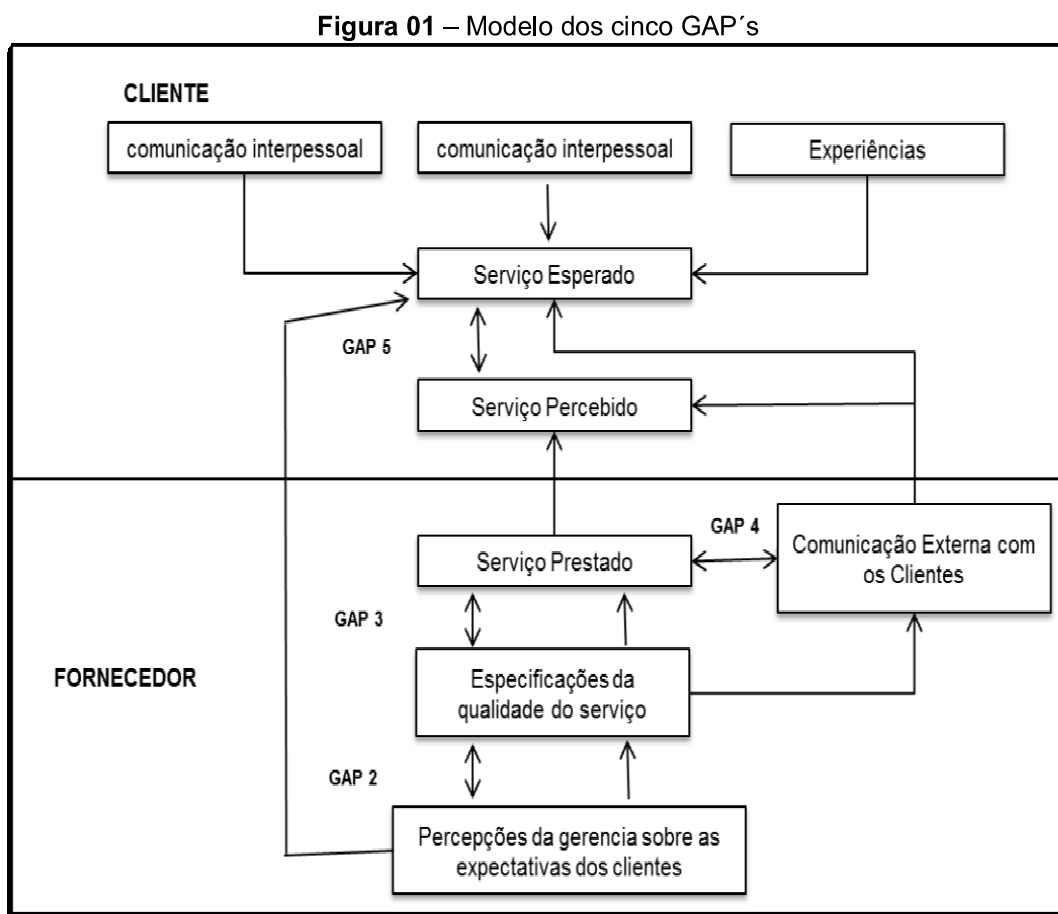 Figura 01 – Modelo dos cinco GAP´s
CLIENTE
comunicação interpessoal
comunicação interpessoal
Experiências
Serviço Esperado
GAP 5
Serviço Percebido
GAP 4
Comunicação Externa com
os Clientes
Serviço Prestado
GAP 3
FORNECEDOR
Especificações da
qualidade do serviço
GAP 2
Percepções da gerencia sobre as
expectativas dos clientes